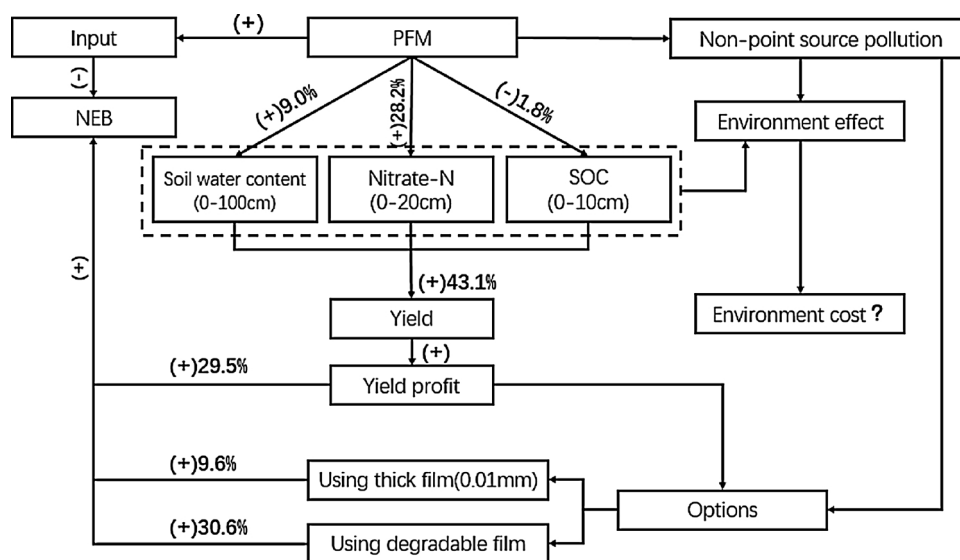 Input
(+)
PFM
Non-point source pollution
(-)
(+)9.0%
(+)28.2%
(-)1.8%
NEB
Environment effect
Soil water content
(0-100cm)
Nitrate-N
(0-20cm)
SOC
(0-10cm)
(+)
(+)43.1%
Yield
Environment cost ?
(+)
(+)29.5%
Yield profit
(+)9.6%
Using thick film(0.01mm)
Options
(+)30.6%
Using degradable film